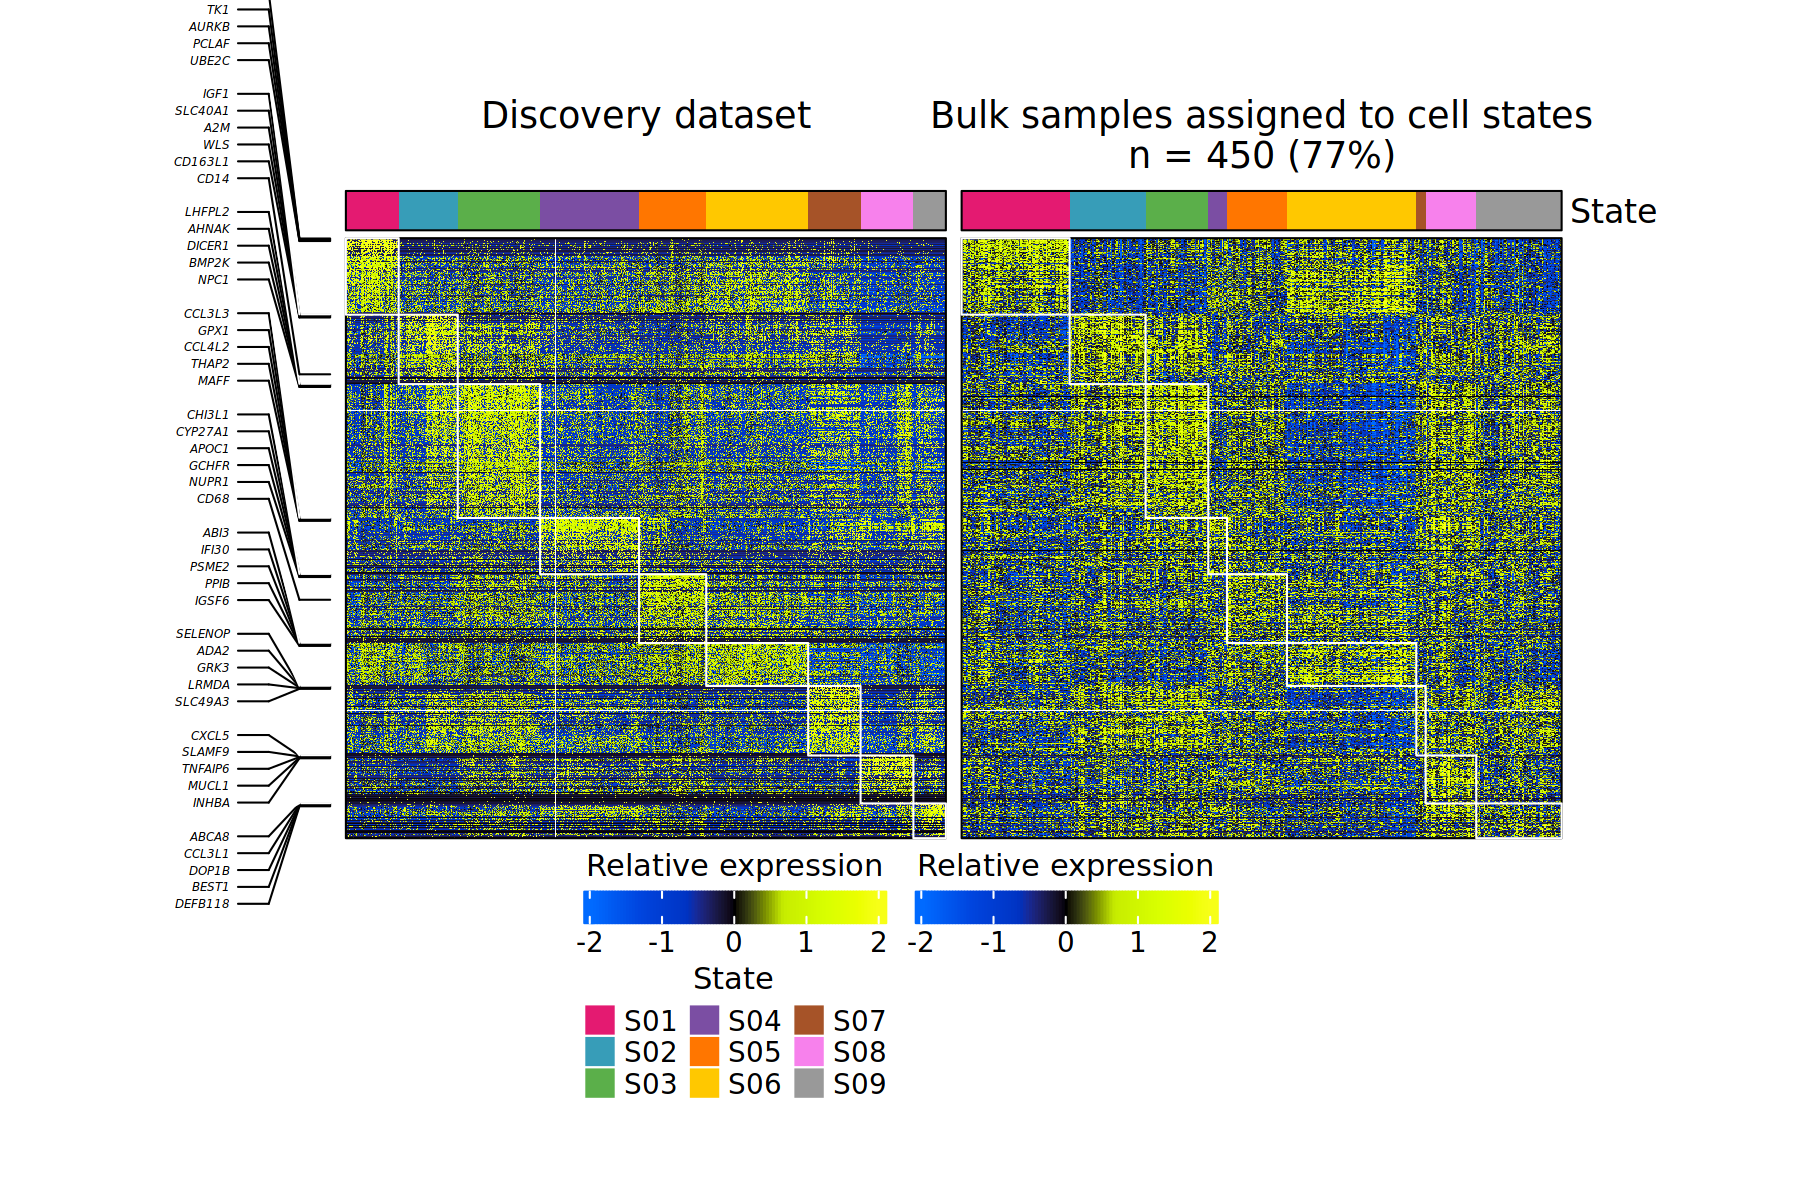 TK1
AURKB
PCLAF
UBE2C
IGF1
SLC40A1
A2M
WLS
CD163L1
CD14
LHFPL2
AHNAK
DICER1
BMP2K
NPC1
CCL3L3
GPX1
CCL4L2
THAP2
MAFF
CHI3L1
CYP27A1
APOC1
GCHFR
NUPR1
CD68
ABI3
IFI30
PSME2
PPIB
IGSF6
SELENOP
ADA2
GRK3
LRMDA
SLC49A3
CXCL5
SLAMF9
TNFAIP6
MUCL1
INHBA
ABCA8
CCL3L1
DOP1B
BEST1
DEFB118
Discovery dataset
Bulk samples assigned to cell states
n = 450 (77%)
State
Relative expression
-2 -1 0 1 2
Relative expression
-2 -1 0 1 2
State
S01 S04 S07
S02 S05 S08
S03 S06 S09